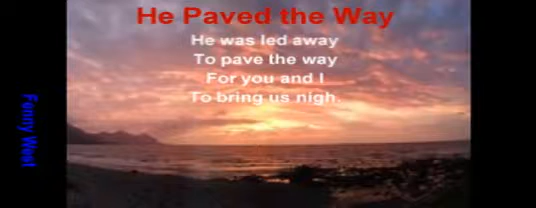 He Paved the Way
He was led away
To pave the way
For you and I
To bring us nigh.
Fenny West